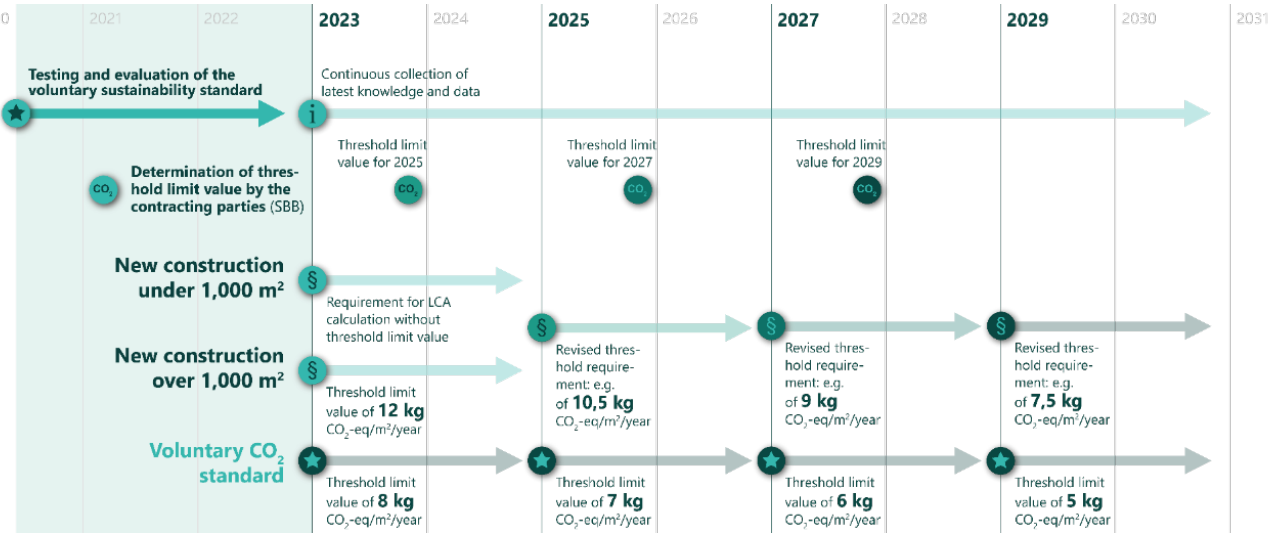 0 2021 2022 2023 2024 2025 2026 2027 2028 2029 2030 2031
Testing and evaluation of the
voluntary sustainability standard
Continuous collection of
latest knowledge and data
i
Threshold limit
value for 2025
Threshold limit
value for 2027
Threshold limit
value for 2029
CO₂
Determination of thres-
hold limit value by the
contracting parties (SBB)
CO₂
CO₂
CO₂
New construction
under 1,000 m²
§
Requirement for LCA
calculation without
threshold limit value
New construction
over 1,000 m²
§
Threshold limit
value of 12 kg
CO₂-eq/m²/year
§
Revised thres-
hold require-
ment: e.g.
of 10,5 kg
CO₂-eq/m²/year
§
Revised thres-
hold require-
ment: e.g.
of 9 kg
CO₂-eq/m²/year
§
Revised thres-
hold require-
ment: e.g.
of 7,5 kg
CO₂-eq/m²/year
Voluntary CO₂
standard
Threshold limit
value of 8 kg
CO₂-eq/m²/year
Threshold limit
value of 7 kg
CO₂-eq/m²/year
Threshold limit
value of 6 kg
CO₂-eq/m²/year
Threshold limit
value of 5 kg
CO₂-eq/m²/year